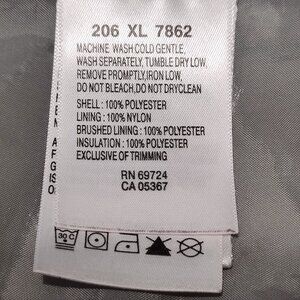 206 XL 7862
MACHINE WASH COLD GENTLE,
WASH SEPARATELY, TUMBLE DRY LOW,
REMOVE PROMPTLY, IRON LOW,
DO NOT BLEACH, DO NOT DRYCLEAN
SHELL : 100% POLYESTER
LINING : 100% NYLON
BRUSHED LINING : 100% POLYESTER
INSULATION : 100% POLYESTER
EXCLUSIVE OF TRIMMING
RN 69724
CA 05367
30 C